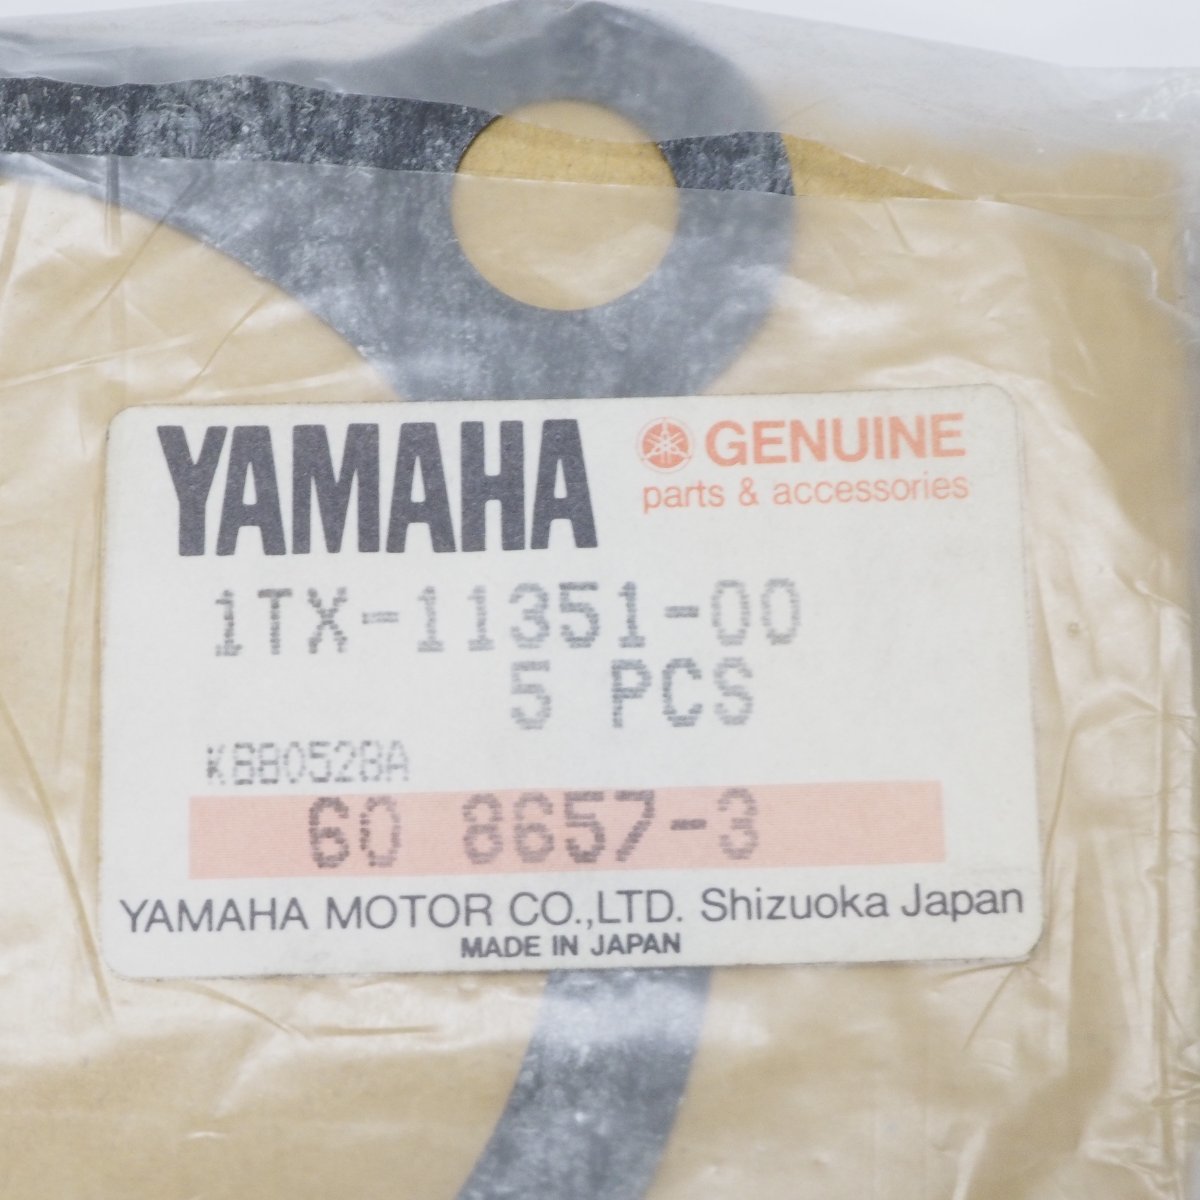 YAMAHA
GENUINE
parts & accessories
1TX-11351-00
5 PCS
K880528A
60 8657-3
YAMAHA MOTOR CO.,LTD. Shizuoka Japan
MADE IN JAPAN